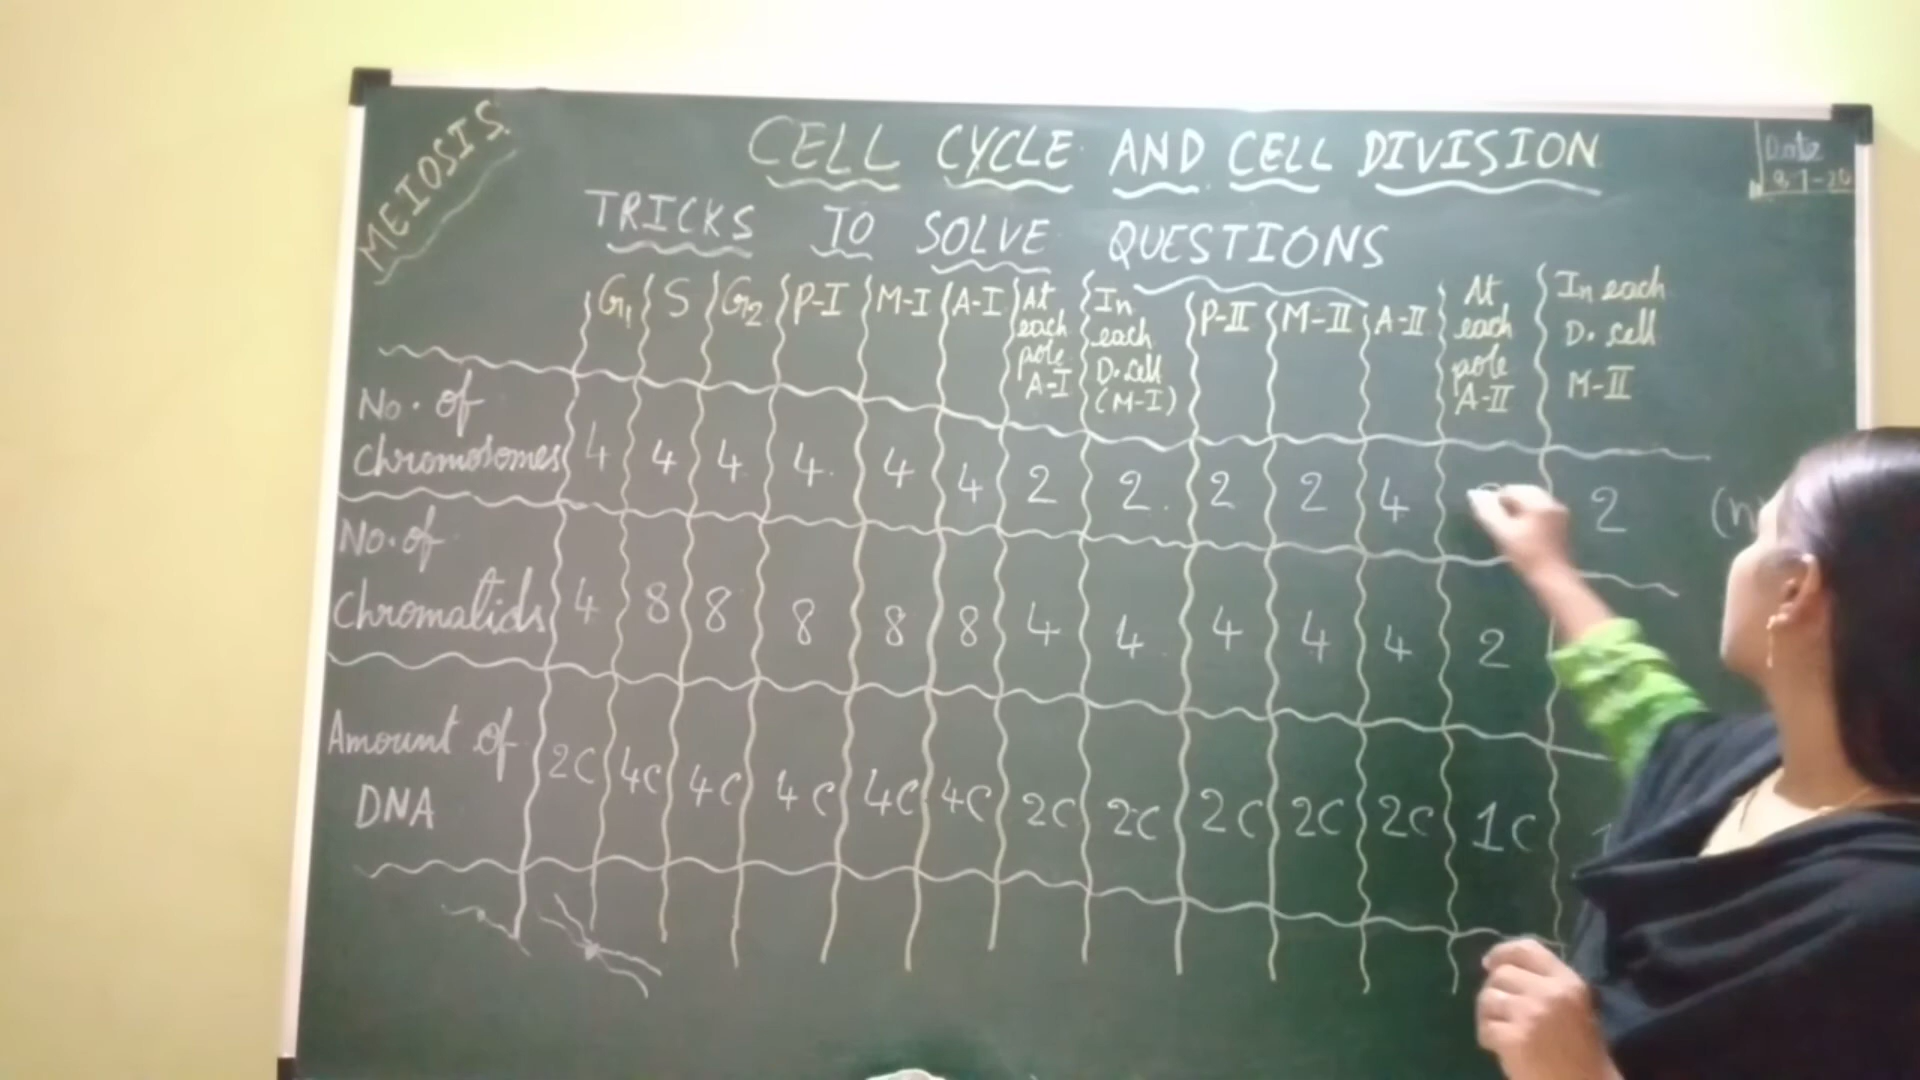 MEIOSIS
CELL CYCLE AND CELL DIVISION
Date
TRICKS TO SOLVE QUESTIONS
G1 S G2 P-I M-I A-I At each pole A-I In each D. cell (M-I) P-II M-II A-II At each pole A-II In each D. cell M-II
No. of Chromosomes 4 4 4 4 4 4 2 2 2 2 4 2
No. of Chromatids 4 8 8 8 8 8 4 4 4 4 4 2
Amount of DNA 2C 4C 4C 4C 4C 4C 2C 2C 2C 2C 2C 1C